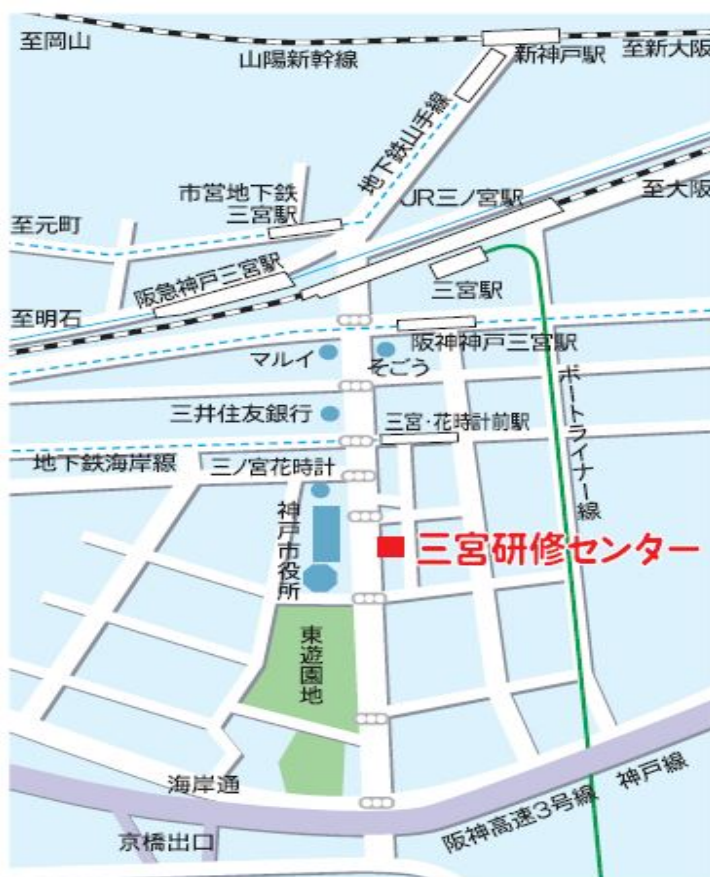 至岡山
山陽新幹線
新神戸駅
至新大阪
地下鉄山手線
市営地下鉄
三宮駅
JR三ノ宮駅
至大阪
至元町
阪急神戸三宮駅
三宮駅
至明石
マルイ
そごう
阪神神戸三宮駅
ポートライナー線
三井住友銀行
三宮・花時計前駅
地下鉄海岸線
三ノ宮花時計
神戸市役所
三宮研修センター
東遊園地
海岸通
京橋出口
阪神高速3号線 神戸線